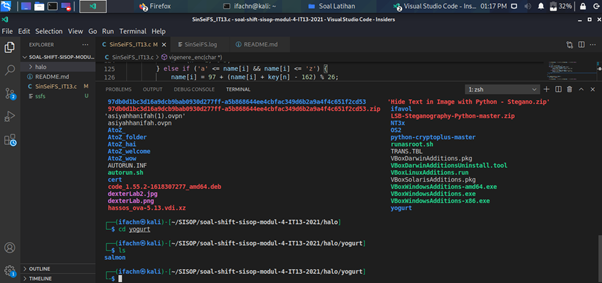 Firefox ifachn@kali: ~ Soal Latihan Visual Studio Code - Ins... 01:17 PM 32%
SinSeiFS_IT13.c - soal-shift-sisop-modul-4-IT13-2021 - Visual Studio Code - Insiders
File Edit Selection View Go Run Terminal Help
EXPLORER
SOAL-SHIFT-SISOP-MODUL-...
halo
README.md
SinSeiFS_IT13.c M
ssfs
OUTLINE
TIMELINE
SinSeiFS_IT13.c M SinSeiFS.log README.md
SinSeiFS_IT13.c > vigenere_enc(char *)
125 } else if ('a' <= name[i] && name[i] <= 'z') {
126 name[i] = 97 + (name[i] + key[n] - 162) % 26;
PROBLEMS OUTPUT DEBUG CONSOLE TERMINAL 1: zsh
'Hide Text in Image with Python - Stegano.zip'
ifavol
'asiyahhanifah(1).ovpn' LSB-Steganography-Python-master.zip
asiyahhanifah.ovpn NT3x
AtoZ_ OS2
AtoZ_folder python-cryptoplus-master
AtoZ_hai runasroot.sh
AtoZ_welcome TRANS.TBL
AtoZ_wow VBoxDarwinAdditions.pkg
AUTORUN.INF VBoxDarwinAdditionsUninstall.tool
autorun.sh VBoxLinuxAdditions.run
cert VBoxSolarisAdditions.pkg
code_1.55.2-1618307277_amd64.deb VBoxWindowsAdditions-amd64.exe
dexterLab2.jpg VBoxWindowsAdditions.exe
dexterLab.png VBoxWindowsAdditions-x86.exe
hassos_ova-5.13.vdi.xz yogurt
(ifachn㉿kali)-[~/SISOP/soal-shift-sisop-modul-4-IT13-2021/halo]
$ cd yogurt
(ifachn㉿kali)-[~/SISOP/soal-shift-sisop-modul-4-IT13-2021/halo/yogurt]
$ ls
salmon
(ifachn㉿kali)-[~/SISOP/soal-shift-sisop-modul-4-IT13-2021/halo/yogurt]
$